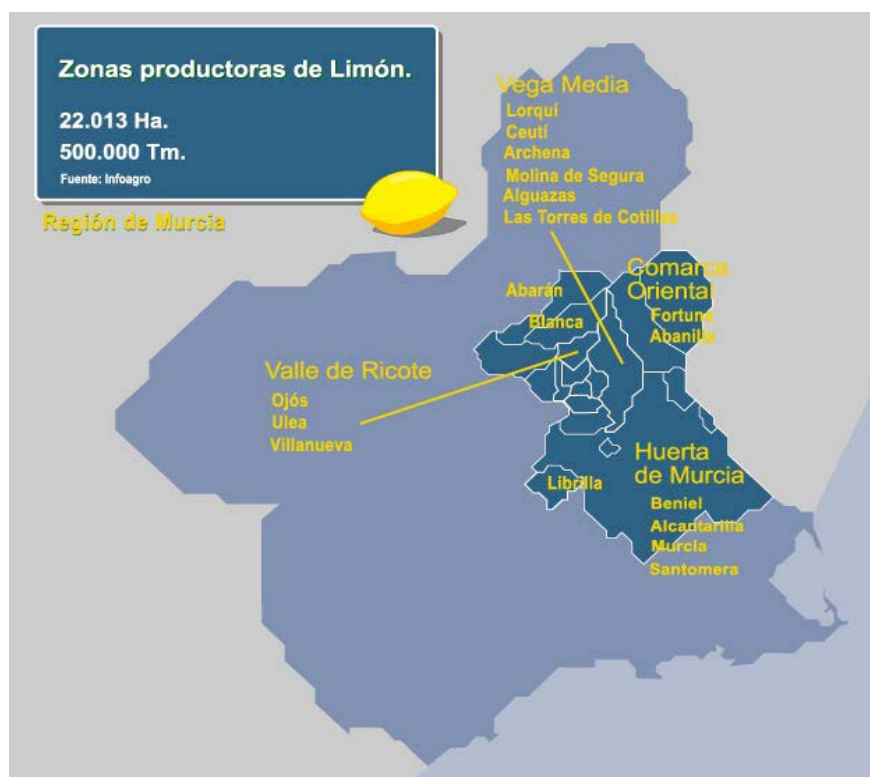 Zonas productoras de Limón.
22.013 Ha.
500.000 Tm.
Fuente: Infoagro
Región de Murcia
Vega Media
Lorquí
Ceutí
Archena
Molina de Segura
Alguazas
Las Torres de Cotillas
Comarca
Oriental
Fortuna
Abanilla
Abarán
Blanca
Valle de Ricote
Ojós
Ulea
Villanueva
Librilla
Huerta
de Murcia
Beniel
Alcantarilla
Murcia
Santomera